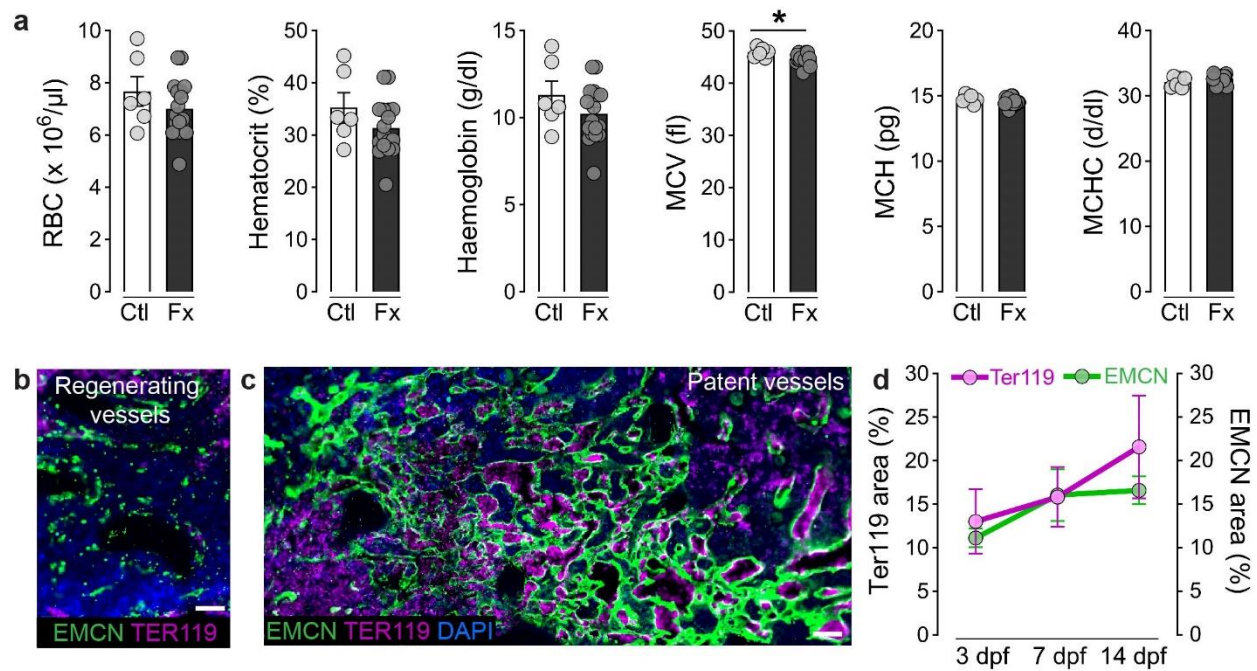 a
RBC (x 10⁶/µl)
10
8
6
4
2
0
Ctl Fx
Hematocrit (%)
50
40
30
20
10
0
Ctl Fx
Haemoglobin (g/dl)
15
10
5
0
Ctl Fx
MCV (fl)
50
40
30
20
10
0
*
Ctl Fx
MCH (pg)
20
15
10
5
0
Ctl Fx
MCHC (d/dl)
40
30
20
10
0
Ctl Fx
b
Regenerating
vessels
EMCN TER119
c
Patent vessels
EMCN TER119 DAPI
d
Ter119 EMCN
Ter119 area (%)
30
25
20
15
10
5
0
30
25
20
15
10
5
0
EMCN area (%)
3 dpf 7 dpf 14 dpf